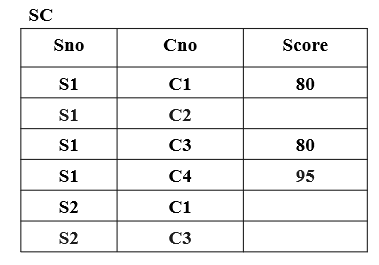 SC
Sno Cno Score
S1 C1 80
S1 C2
S1 C3 80
S1 C4 95
S2 C1
S2 C3